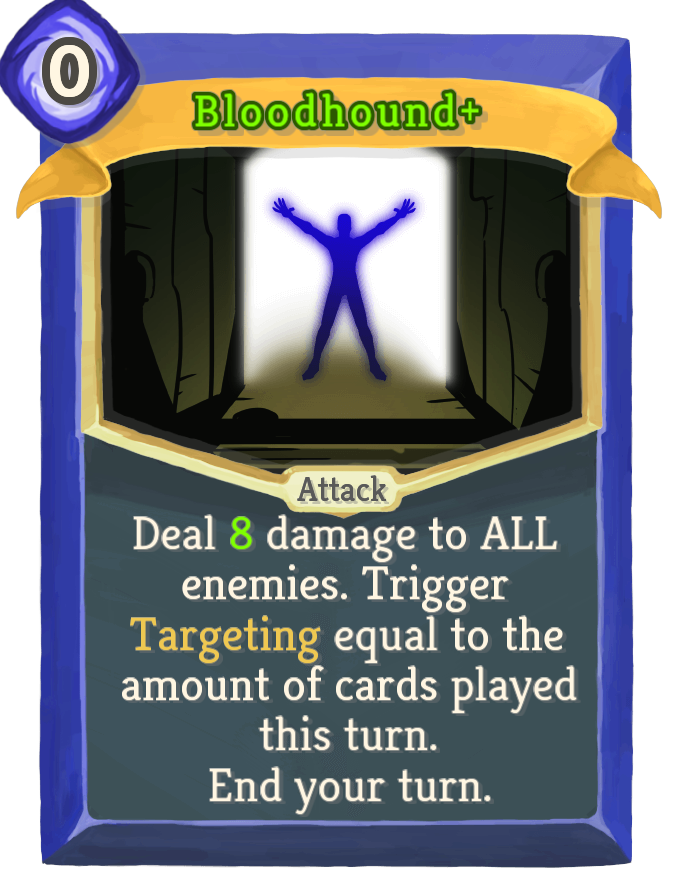 0
Bloodhound+
Attack
Deal 8 damage to ALL
enemies. Trigger
Targeting equal to the
amount of cards played
this turn.
End your turn.